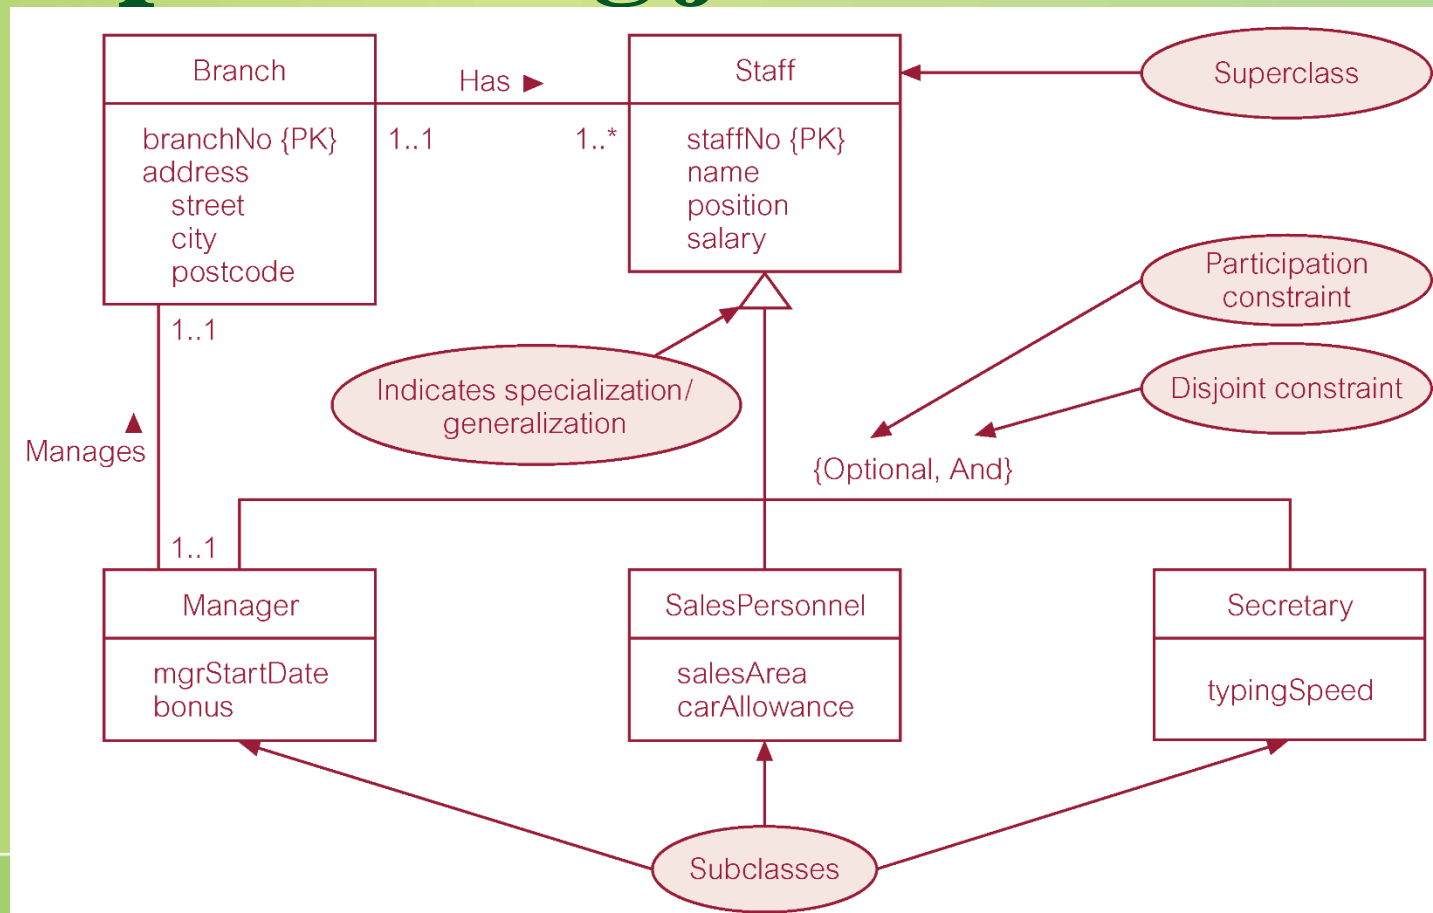 Branch
Has ►
Staff
Superclass
branchNo {PK}
address
street
city
postcode
1..1
1..*
staffNo {PK}
name
position
salary
Participation
constraint
1..1
Indicates specialization/
generalization
Disjoint constraint
▲
Manages
{Optional, And}
1..1
Manager
SalesPersonnel
Secretary
mgrStartDate
bonus
salesArea
carAllowance
typingSpeed
Subclasses